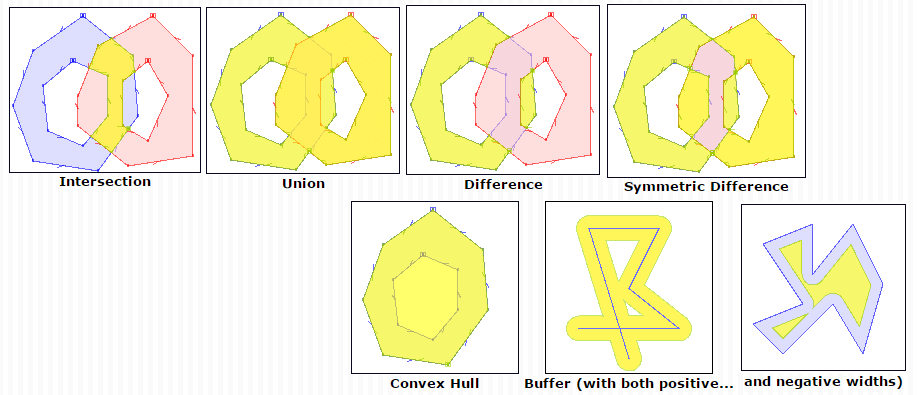 Intersection
Union
Difference
Symmetric Difference
Convex Hull
Buffer (with both positive...
and negative widths)